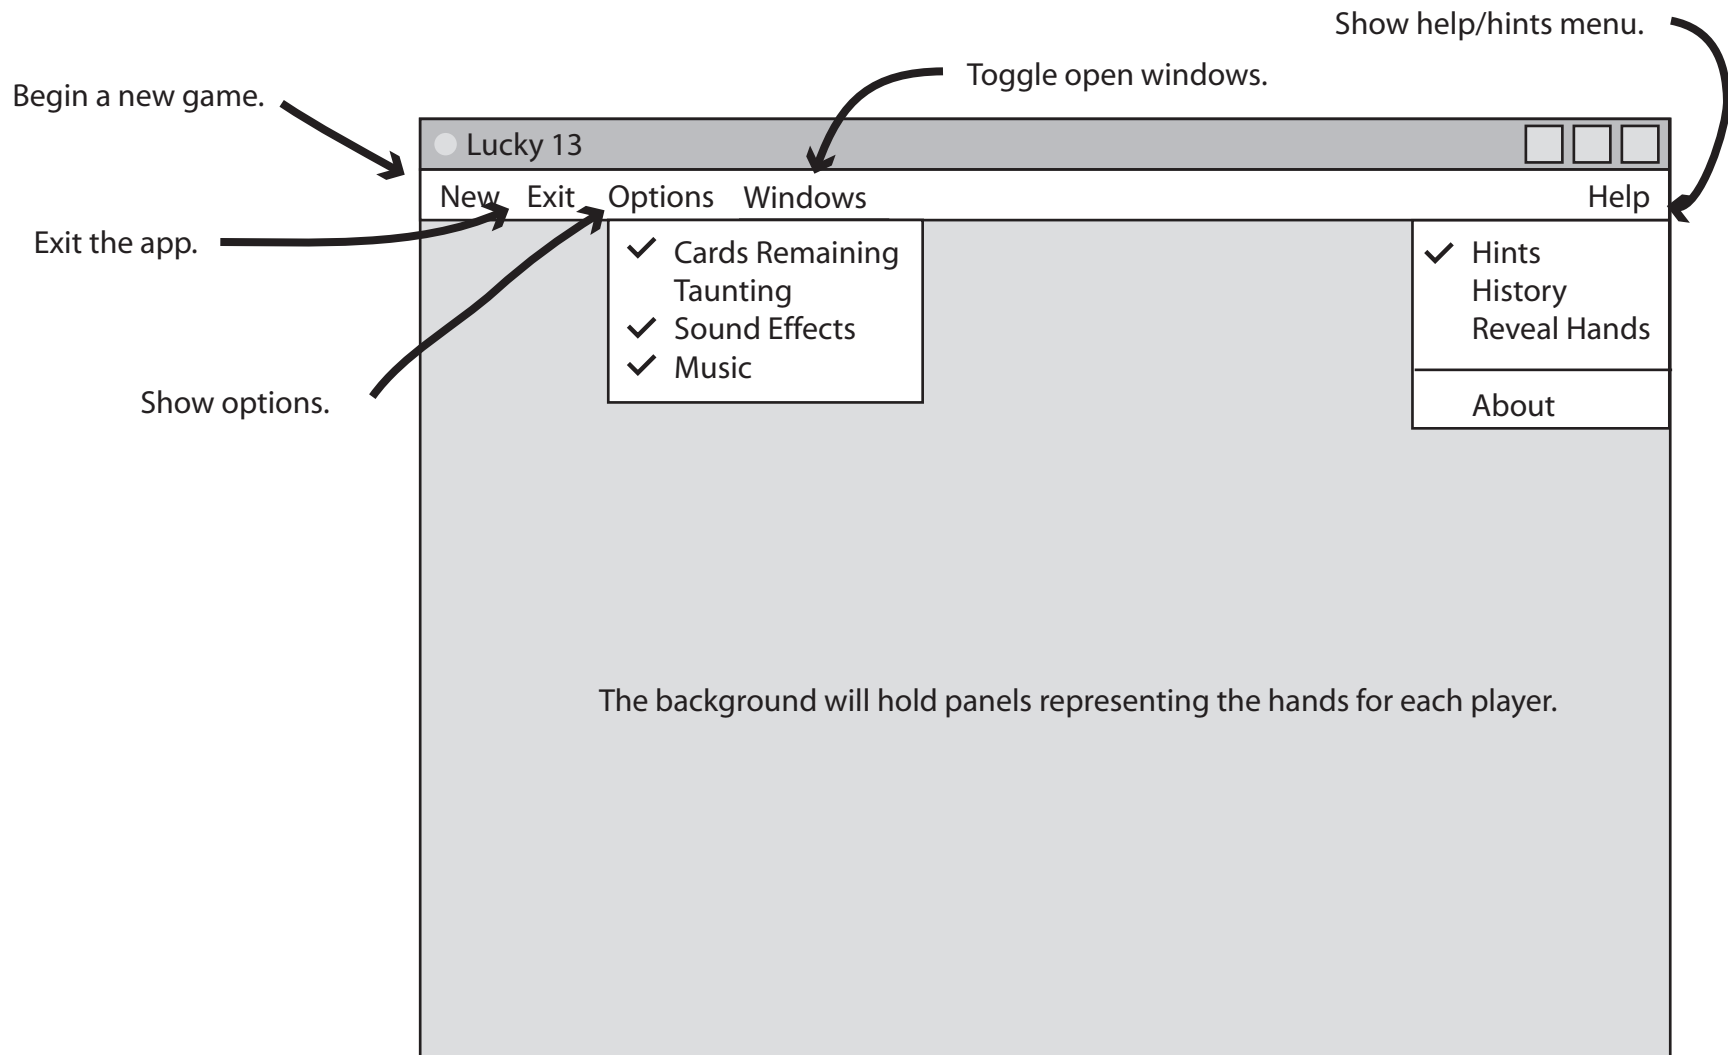 Show help/hints menu.
Toggle open windows.
Begin a new game.
Lucky 13
New Exit Options Windows Help
Exit the app.
Cards Remaining
Taunting
Sound Effects
Music
Hints
History
Reveal Hands
About
Show options.
The background will hold panels representing the hands for each player.